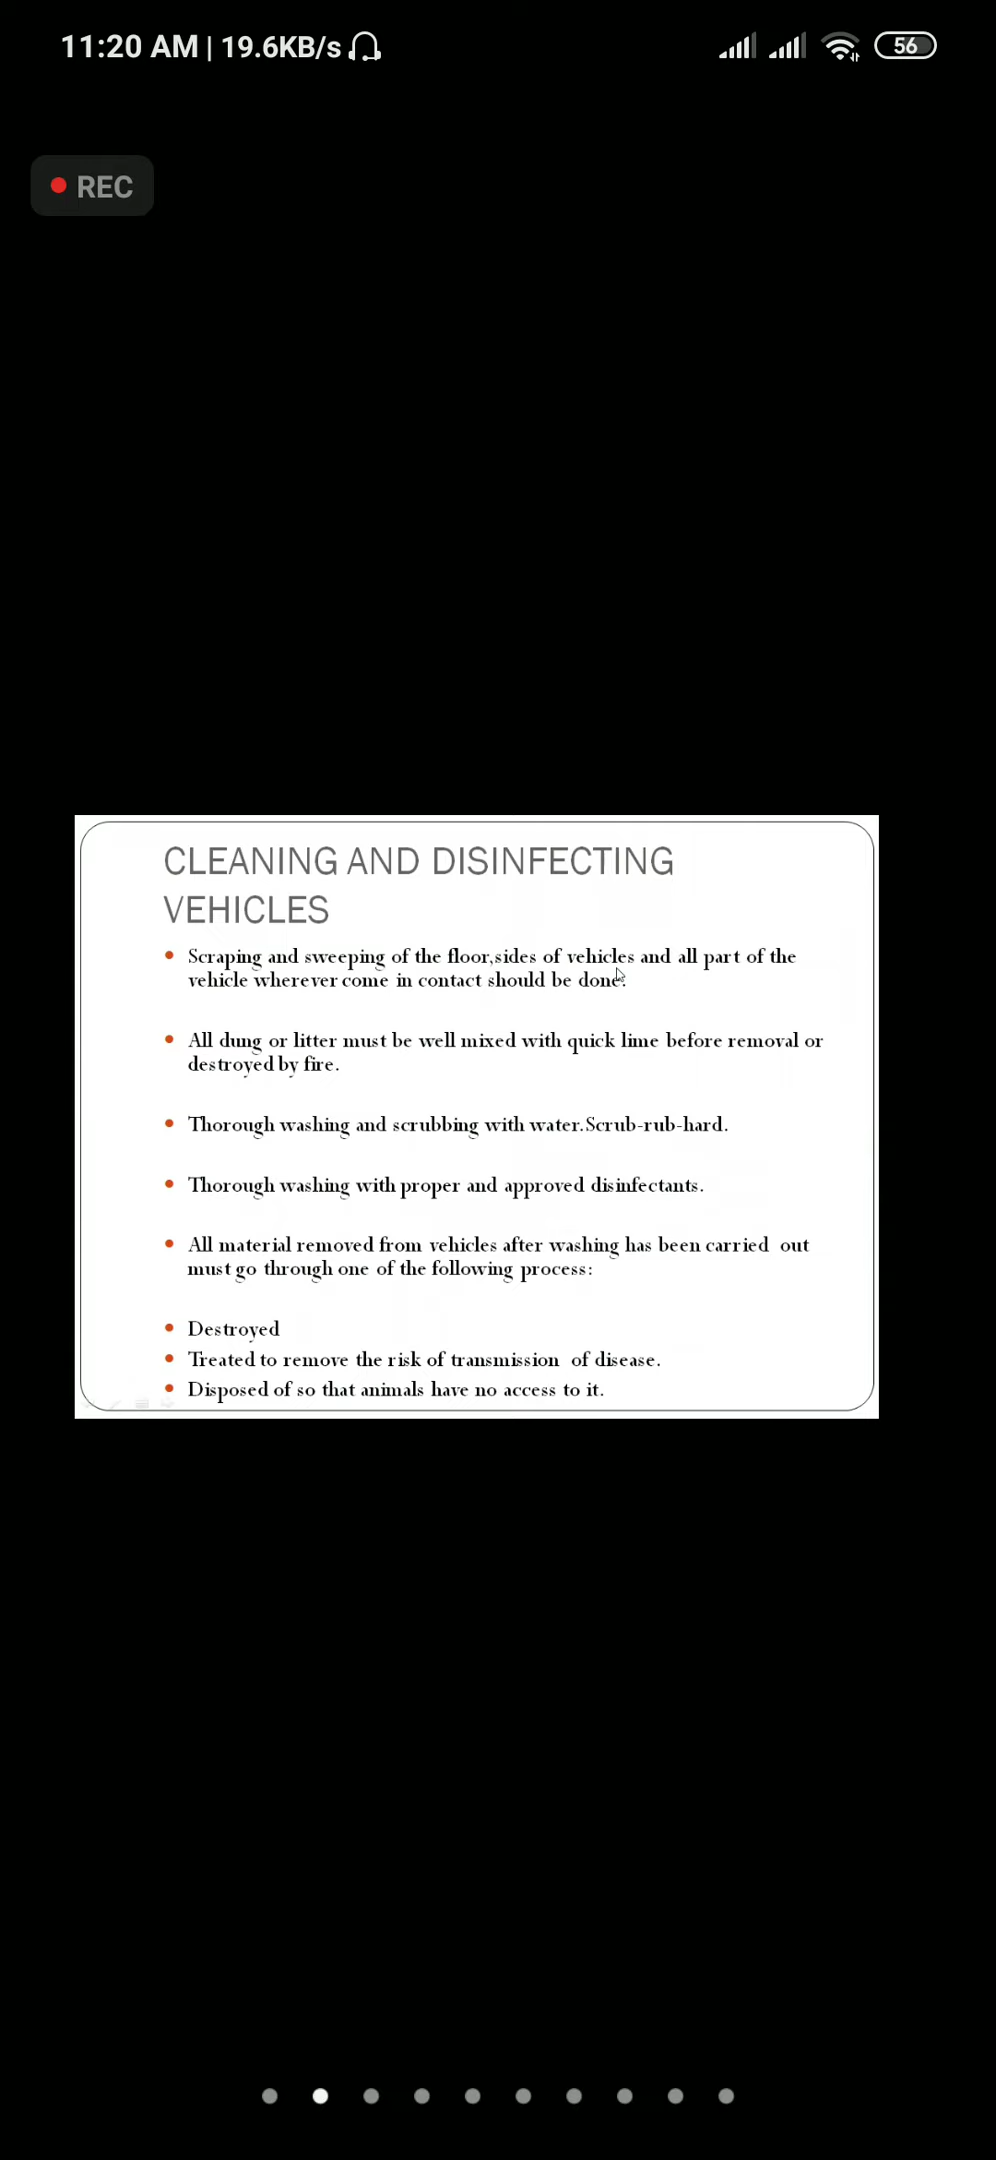 11:20 AM | 19.6KB/s
56
REC
CLEANING AND DISINFECTING
VEHICLES
• Scraping and sweeping of the floor,sides of vehicles and all part of the
vehicle wherever come in contact should be done.
• All dung or litter must be well mixed with quick lime before removal or
destroyed by fire.
• Thorough washing and scrubbing with water.Scrub-rub-hard.
• Thorough washing with proper and approved disinfectants.
• All material removed from vehicles after washing has been carried out
must go through one of the following process:
• Destroyed
• Treated to remove the risk of transmission of disease.
• Disposed of so that animals have no access to it.